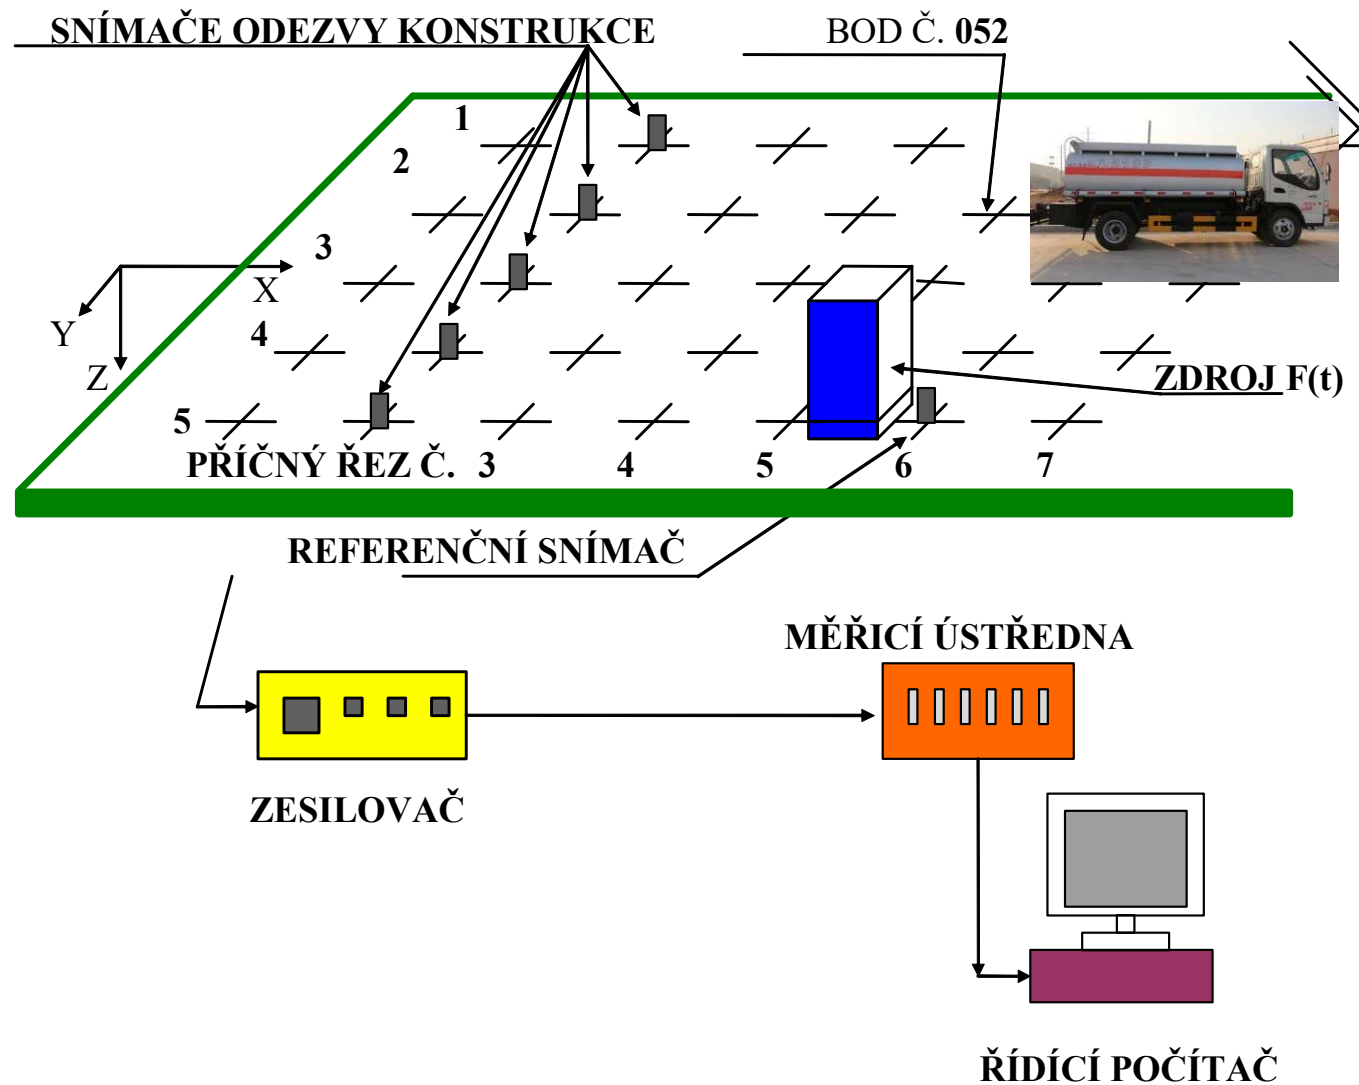 SNÍMAČE ODEZVY KONSTRUKCE
BOD Č. 052
1
2
3
X
Y
4
Z
ZDROJ F(t)
5
PŘÍČNÝ ŘEZ Č. 3 4 5 6 7
REFERENČNÍ SNÍMAČ
MĚŘICÍ ÚSTŘEDNA
ZESILOVAČ
ŘÍDÍCÍ POČÍTAČ